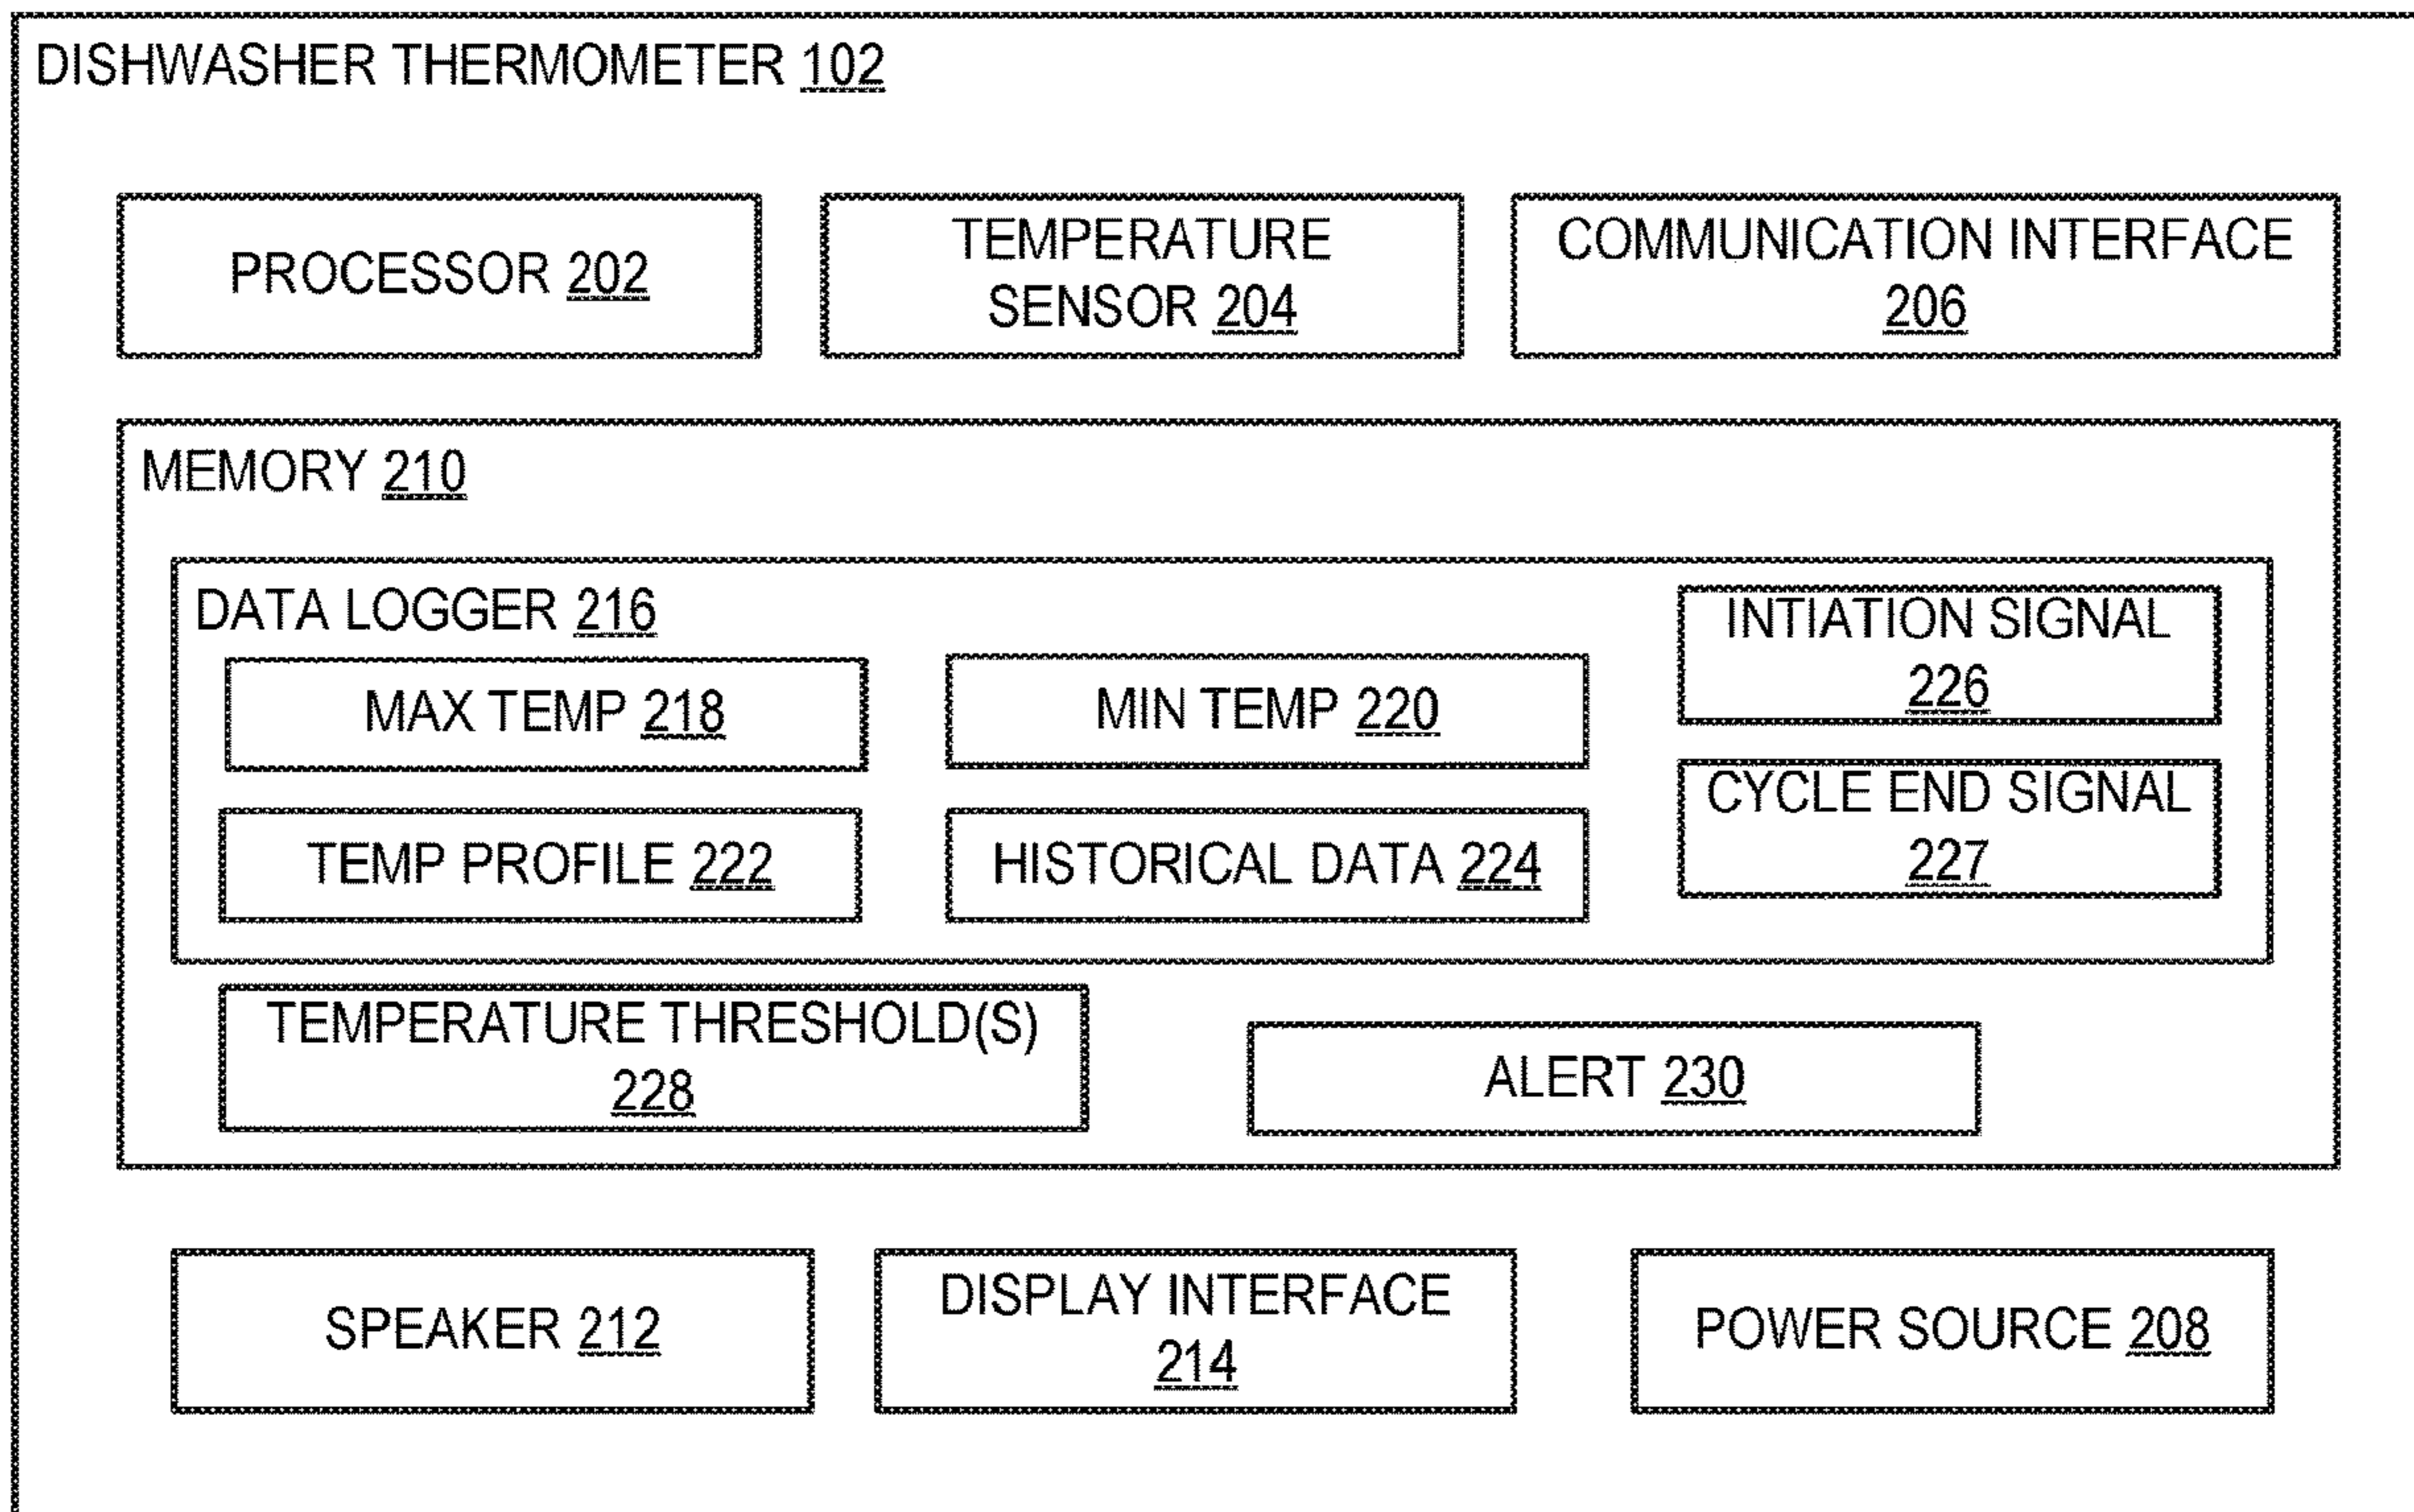 DISHWASHER THERMOMETER 102
PROCESSOR 202
TEMPERATURE
SENSOR 204
COMMUNICATION INTERFACE
206
MEMORY 210
DATA LOGGER 216
MAX TEMP 218
MIN TEMP 220
INTIATION SIGNAL
226
TEMP PROFILE 222
HISTORICAL DATA 224
CYCLE END SIGNAL
227
TEMPERATURE THRESHOLD(S)
228
ALERT 230
SPEAKER 212
DISPLAY INTERFACE
214
POWER SOURCE 208